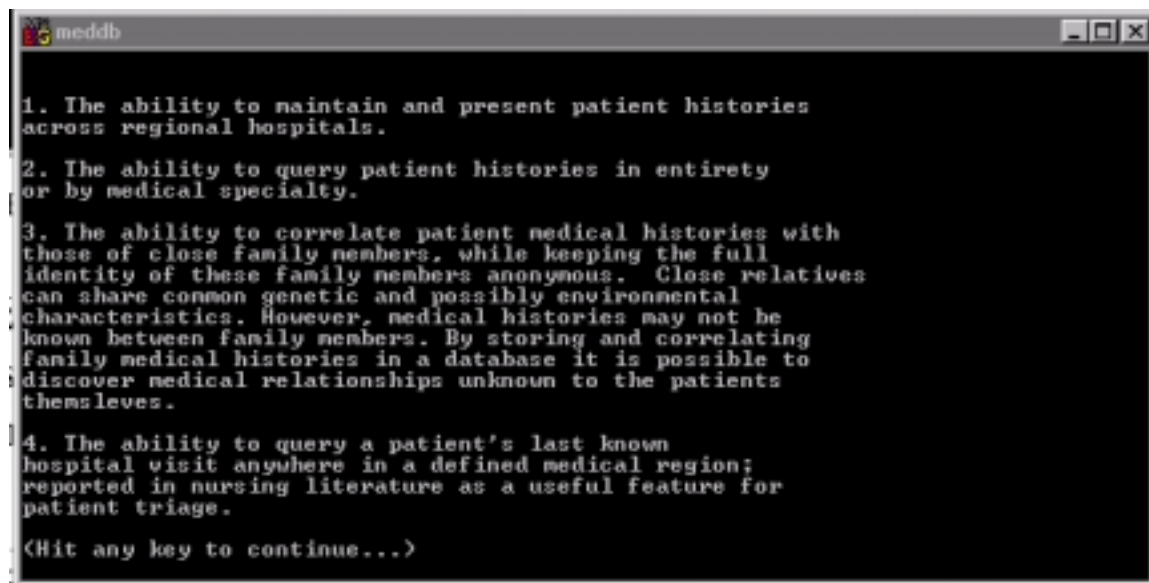 meddb
1. The ability to maintain and present patient histories
across regional hospitals.
2. The ability to query patient histories in entirety
or by medical specialty.
3. The ability to correlate patient medical histories with
those of close family members, while keeping the full
identity of these family members anonymous.  Close relatives
can share common genetic and possibly environmental
characteristics. However, medical histories may not be
known between family members. By storing and correlating
family medical histories in a database it is possible to
discover medical relationships unknown to the patients
themsleves.
4. The ability to query a patient's last known
hospital visit anywhere in a defined medical region;
reported in nursing literature as a useful feature for
patient triage.
(Hit any key to continue...)